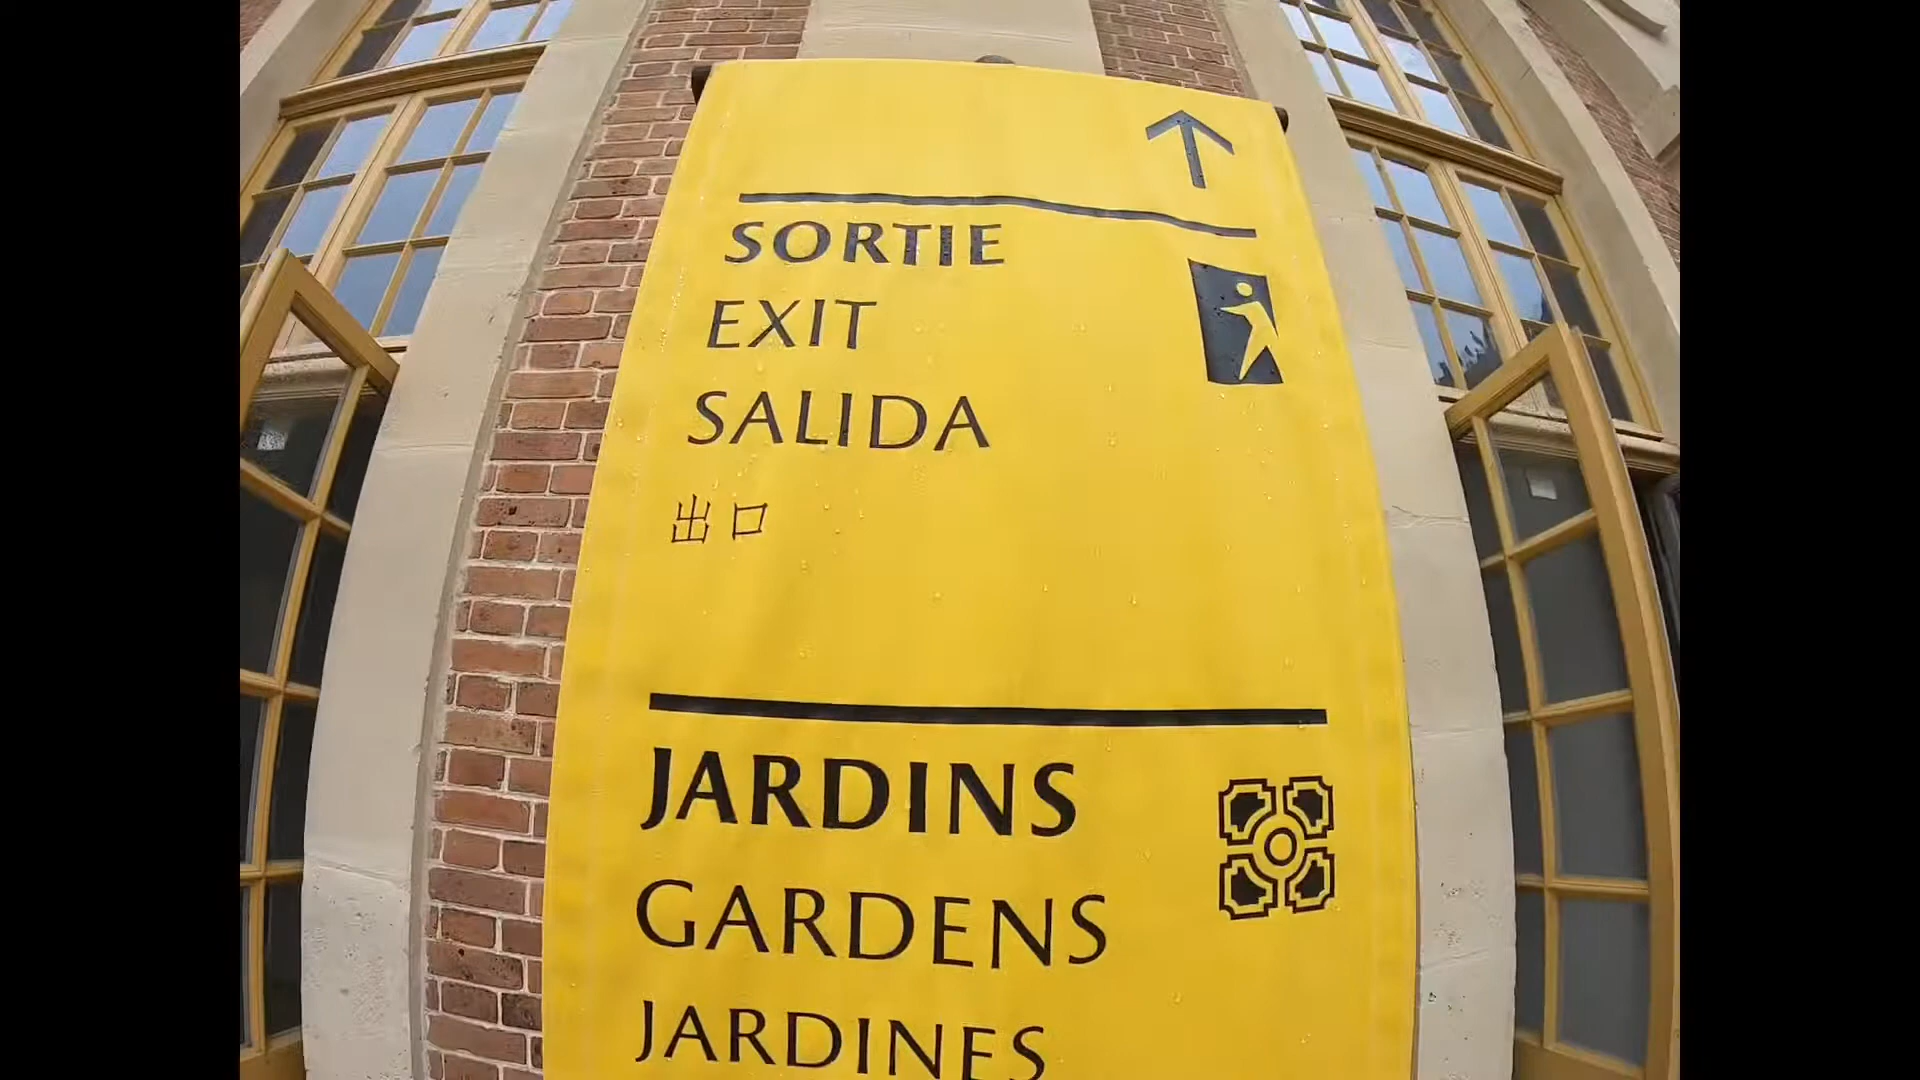 SORTIE
EXIT
SALIDA
出口
JARDINS
GARDENS
JARDINES